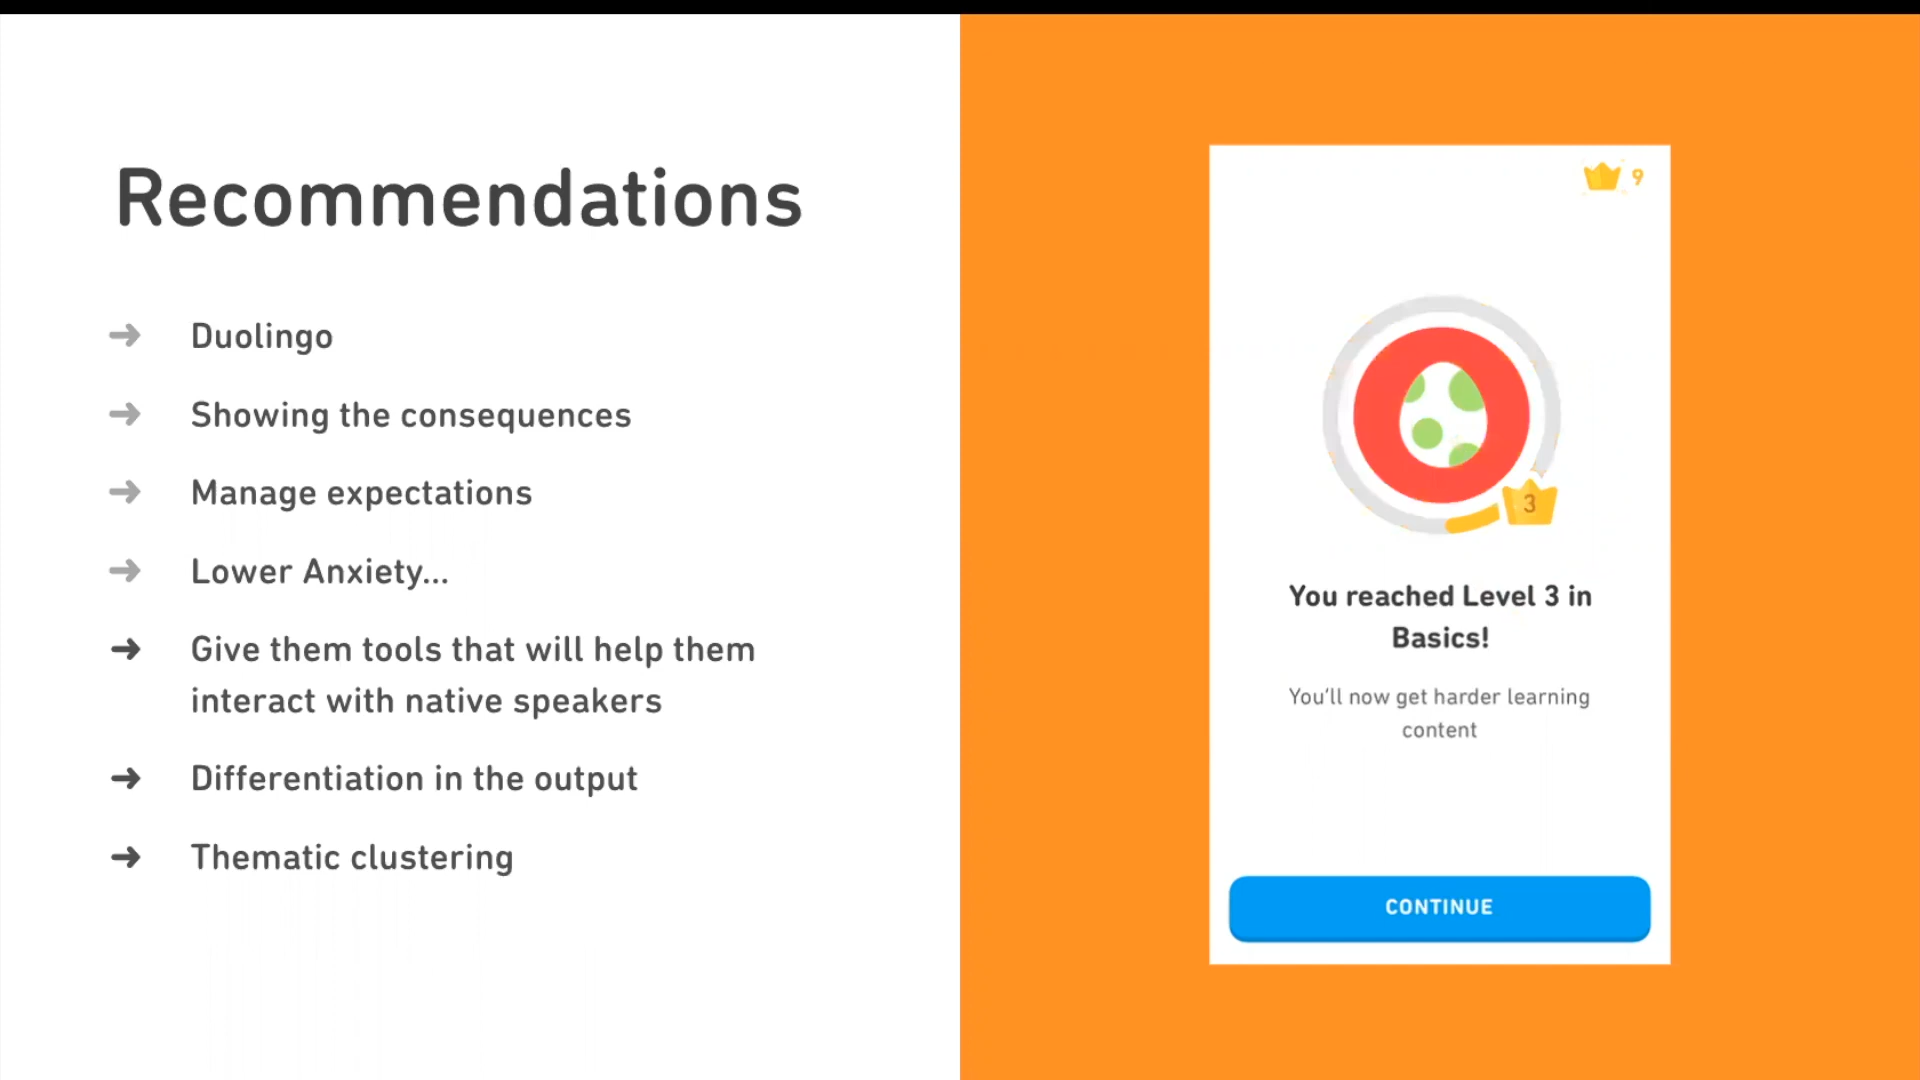 Recommendations
➜ Duolingo
➜ Showing the consequences
➜ Manage expectations
➜ Lower Anxiety...
➜ Give them tools that will help them
interact with native speakers
➜ Differentiation in the output
➜ Thematic clustering
9
3
You reached Level 3 in
Basics!
You'll now get harder learning
content
CONTINUE